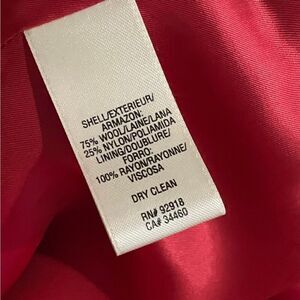 SHELL/EXTERIEUR/
ARMAZON:
75% WOOL/LAINE/LANA
25% NYLON/POLIAMIDA
LINING/DOUBLURE/
FORRO:
100% RAYON/RAYONNE/
VISCOSA
DRY CLEAN
RN# 92918
CA# 34460